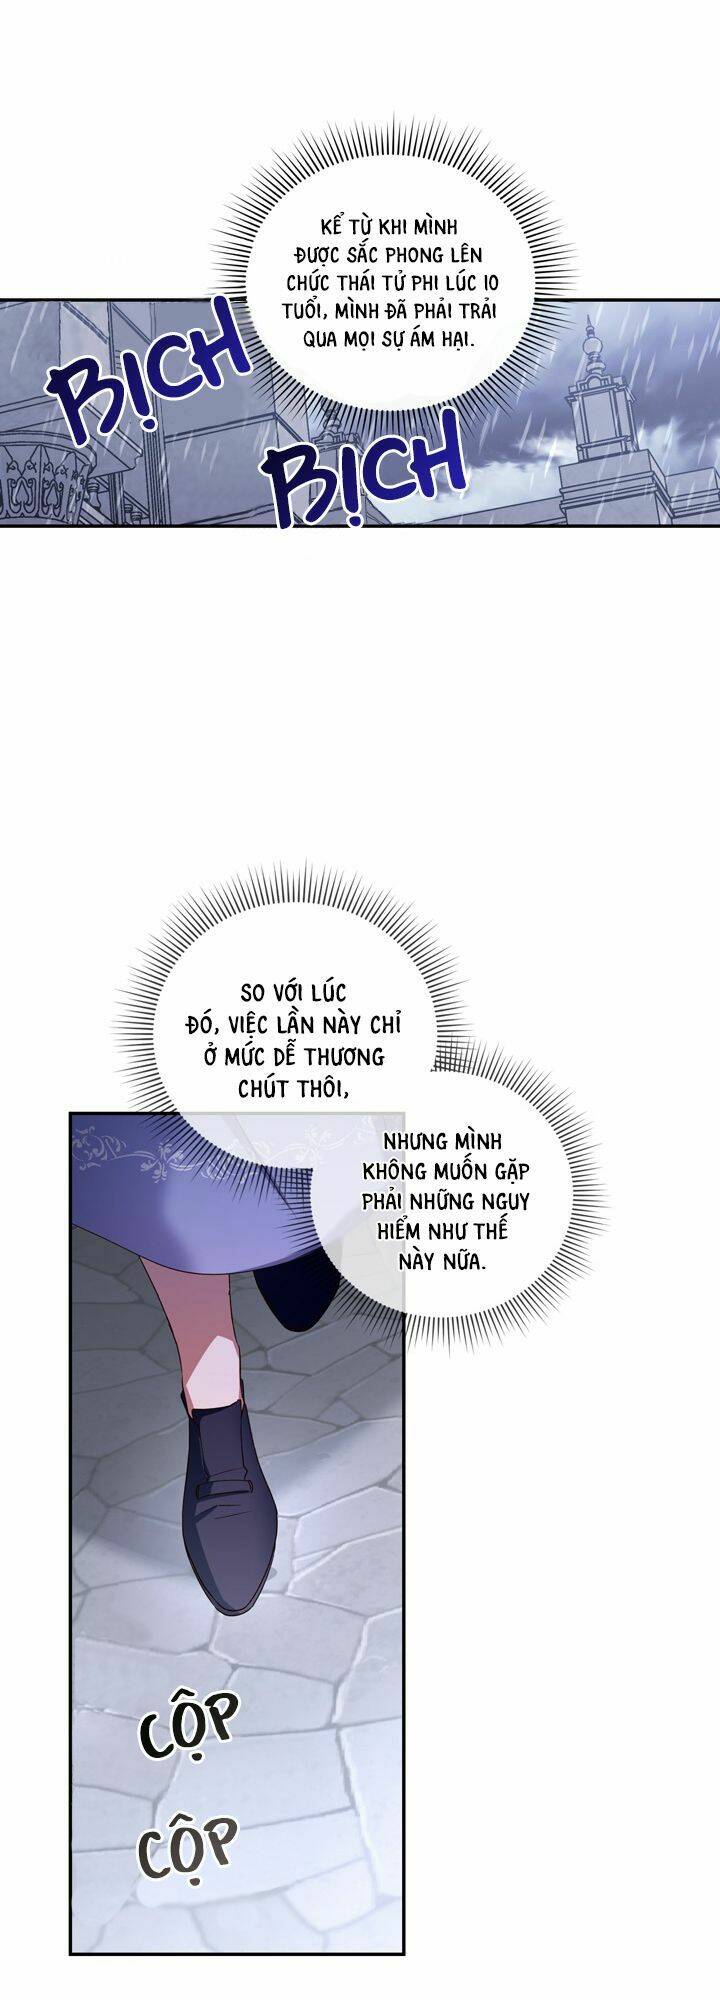 KỂ TỪ KHI MÌNH
ĐƯỢC SẮC PHONG LÊN
CHỨC THÁI TỬ PHI LÚC 10
TUỔI, MÌNH ĐÃ PHẢI TRẢI
QUA MỌI SỰ ÁM HẠI.
BỊCH
BỊCH
SO VỚI LÚC
ĐÓ, VIỆC LẦN NÀY CHỈ
Ở MỨC DỄ THƯƠNG
CHÚT THÔI,
NHƯNG MÌNH
KHÔNG MUỐN GẶP
PHẢI NHỮNG NGUY
HIỂM NHƯ THẾ
NÀY NỮA.
CỘP
CỘP